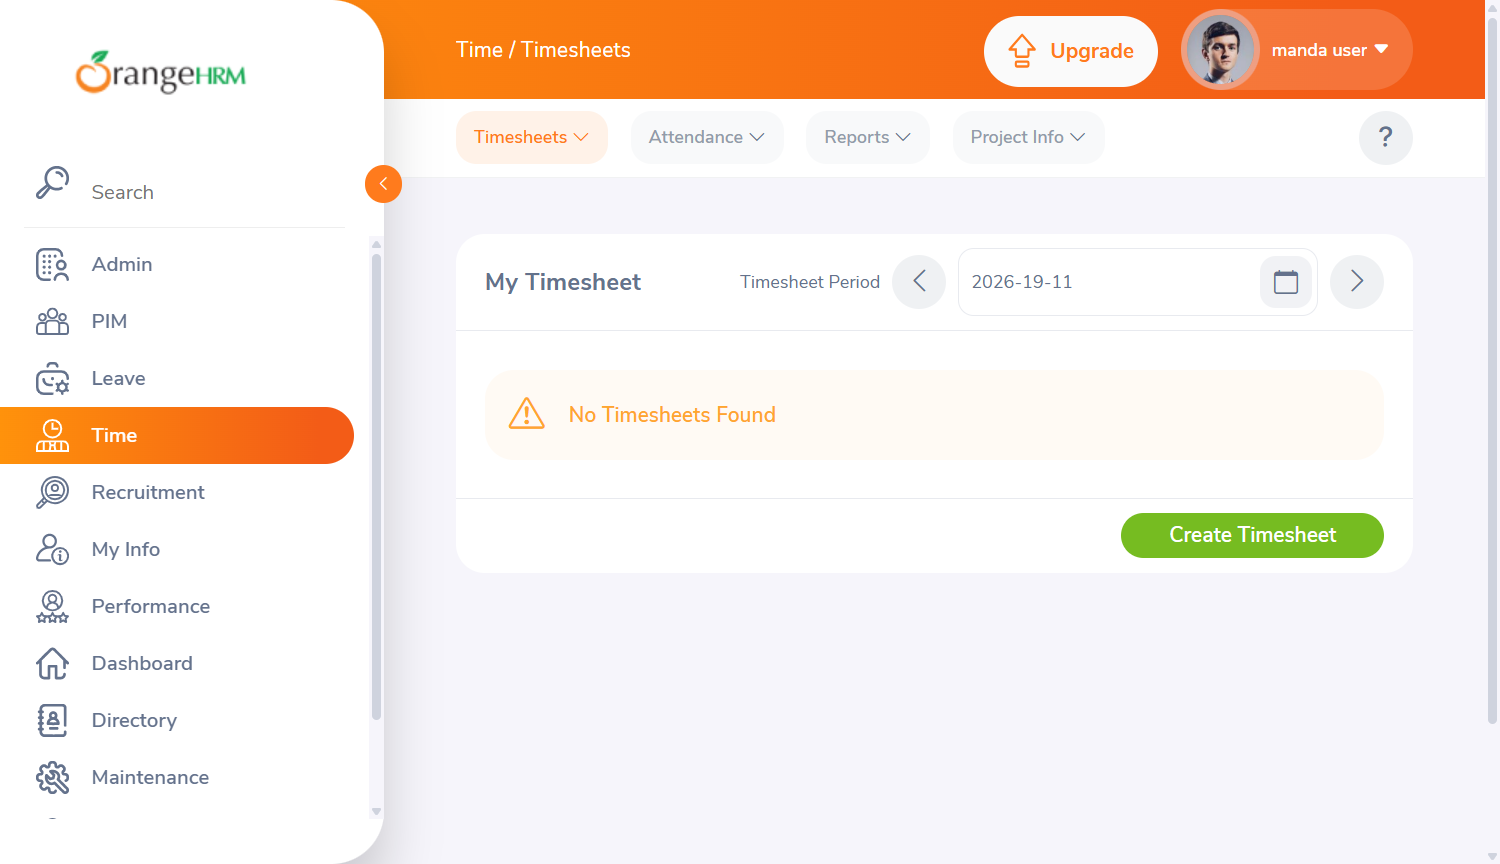 OrangeHRM
Time / Timesheets
Upgrade
manda user
Timesheets
Attendance
Reports
Project Info
?
Search
Admin
PIM
Leave
Time
Recruitment
My Info
Performance
Dashboard
Directory
Maintenance
My Timesheet
Timesheet Period
2026-19-11
No Timesheets Found
Create Timesheet